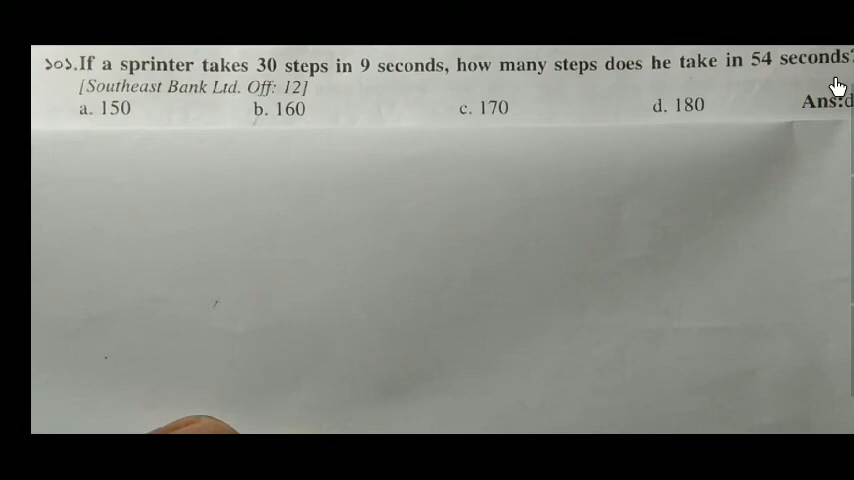 ১০১.If a sprinter takes 30 steps in 9 seconds, how many steps does he take in 54 seconds?
[Southeast Bank Ltd. Off: 12]
a. 150 b. 160 c. 170 d. 180 Ans:d